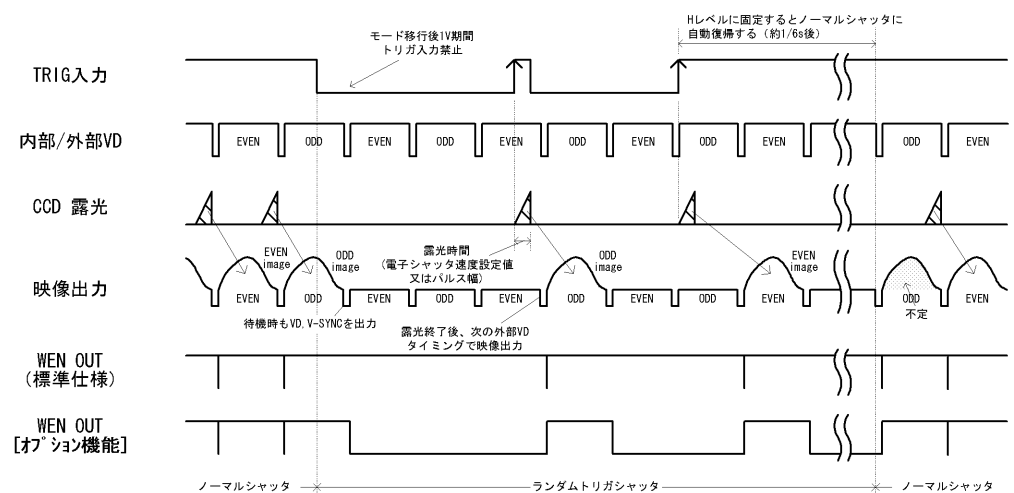 Hレベルに固定するとノーマルシャッタに
自動復帰する（約1/6s後）
モード移行後1V期間
トリガ入力禁止
TRIG入力
内部/外部VD
EVEN ODD EVEN ODD EVEN ODD EVEN ODD EVEN ODD EVEN
CCD 露光
露光時間
（電子シャッタ速度設定値
又はパルス幅）
EVEN
image
ODD
image
ODD
image
EVEN
image
映像出力
EVEN ODD EVEN ODD EVEN ODD EVEN ODD EVEN ODD EVEN
不定
待機時もVD,V-SYNCを出力
露光終了後、次の外部VD
タイミングで映像出力
WEN OUT
（標準仕様）
WEN OUT
[ｵﾌﾟｼｮﾝ機能]
ノーマルシャッタ ランダムトリガシャッタ ノーマルシャッタ